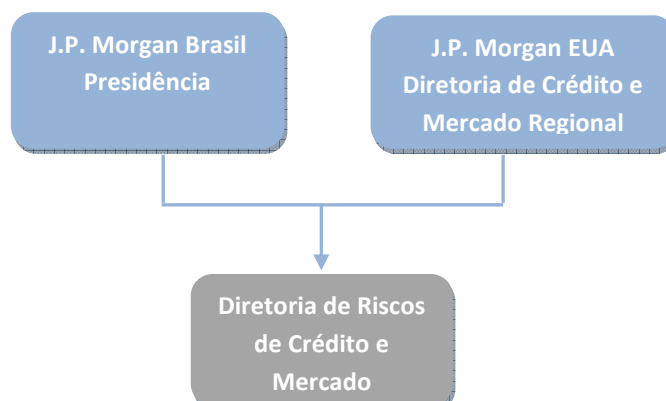 J.P. Morgan Brasil
Presidência
J.P. Morgan EUA
Diretoria de Crédito e
Mercado Regional
Diretoria de Riscos
de Crédito e
Mercado